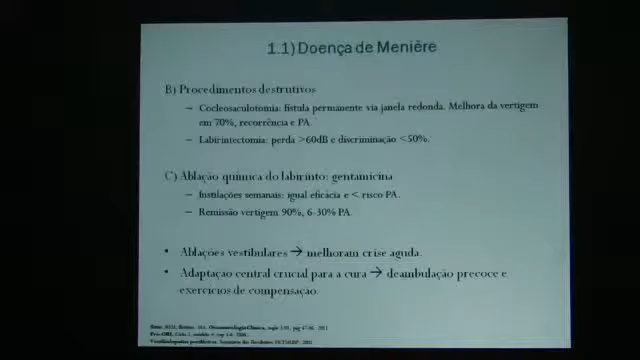 1.1) Doença de Menière
B) Procedimentos destrutivos
– Cocleosaculotomia: fístula permanente via janela redonda. Melhora da vertigem
em 70%, recorrência e PA.
– Labirintectomia: perda >60dB e discriminação <50%.
C) Ablação química do labirinto: gentamicina
– Instilações semanais: igual eficácia e < risco PA.
– Remissão vertigem 90%, 6-30% PA.
• Ablações vestibulares → melhoram crise aguda.
• Adaptação central crucial para a cura → deambulação precoce e
exercícios de compensação.